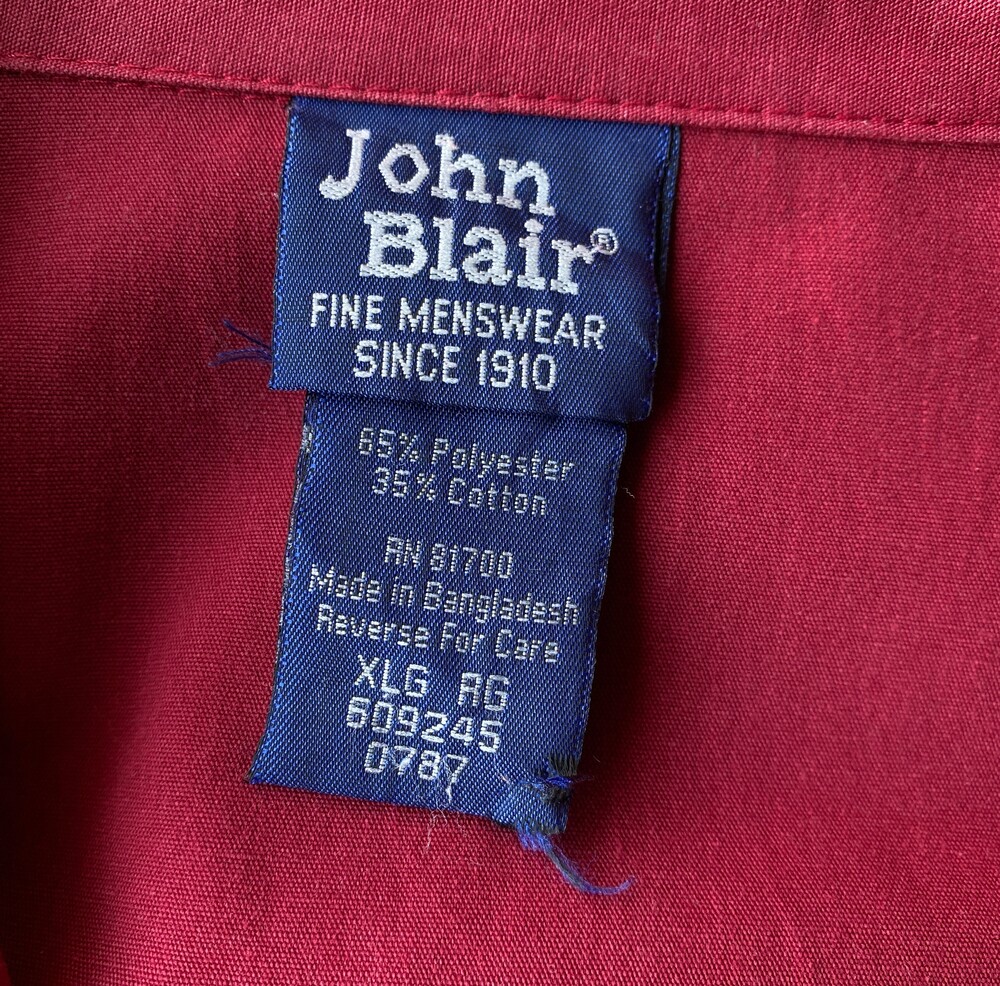 John
Blair®
FINE MENSWEAR
SINCE 1910
65% Polyester
35% Cotton
RN 81700
Made in Bangladesh
Reverse For Care
XLG RG
609245
0787